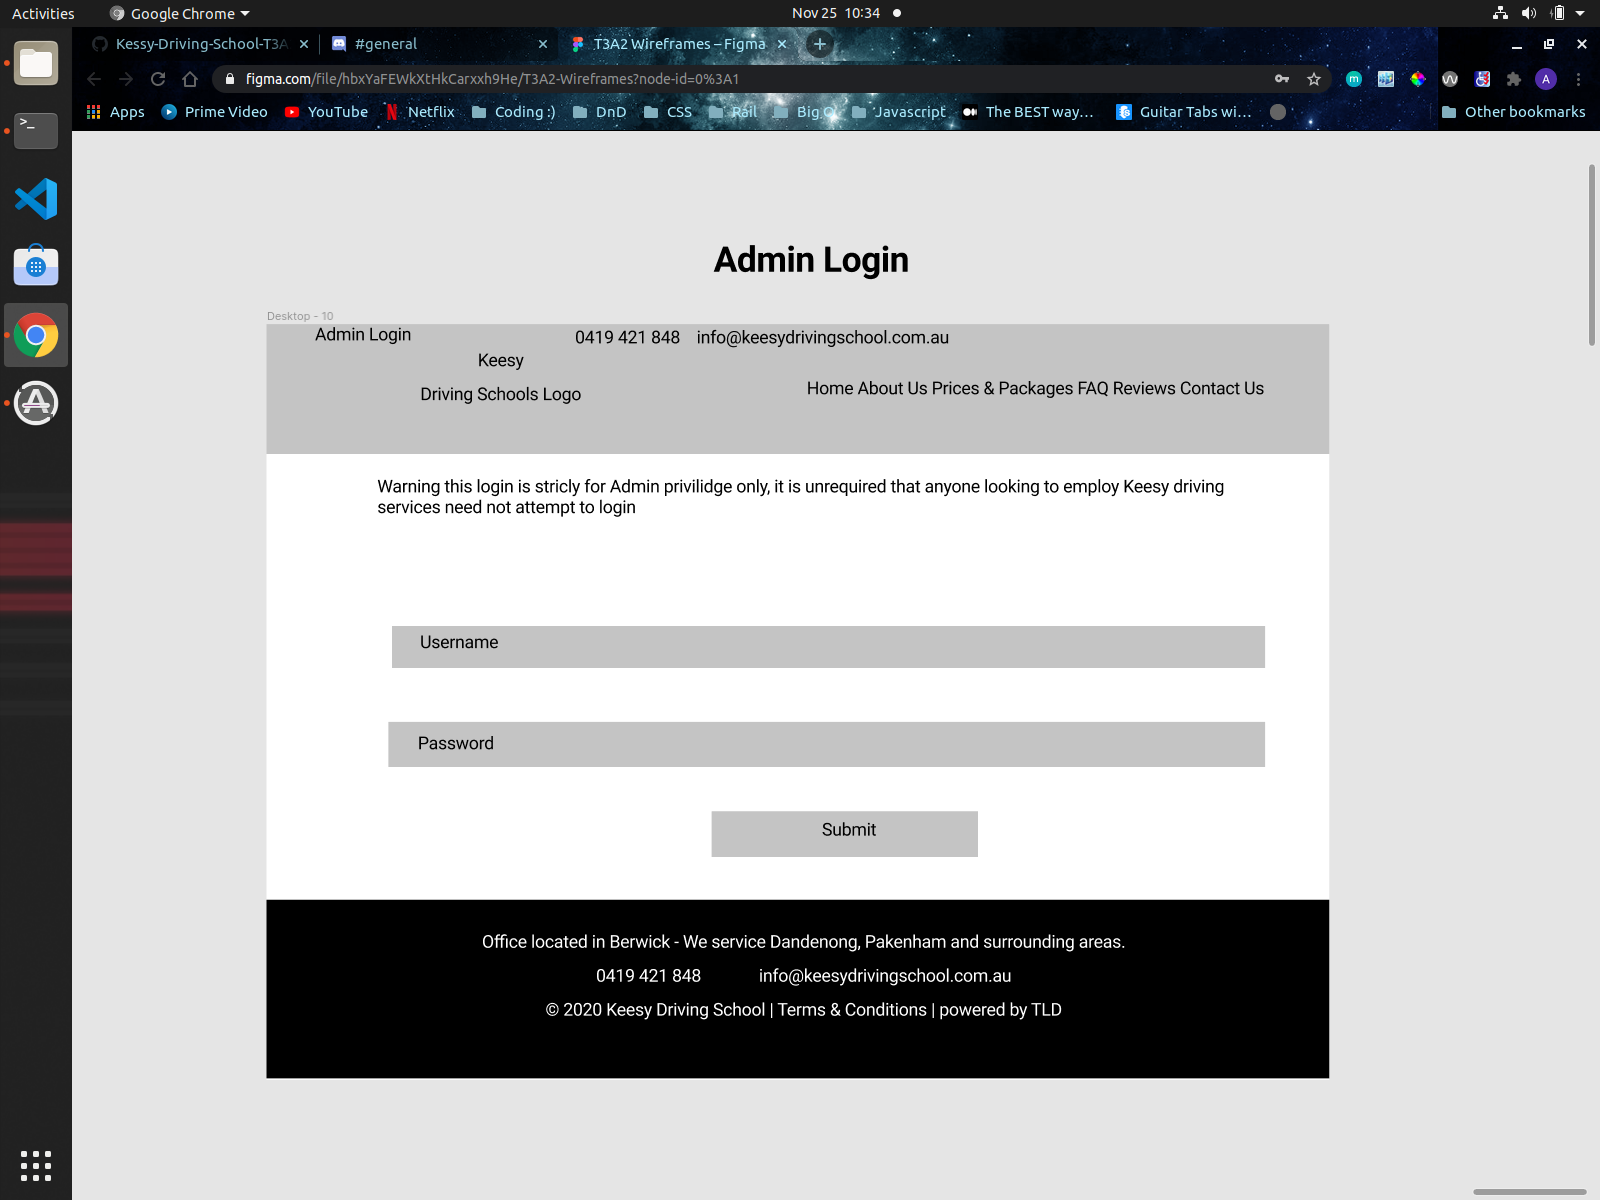 Activities Google Chrome Nov 25 10:34
Kessy-Driving-School-T3A #general T3A2 Wireframes – Figma
figma.com/file/hbxYaFEWkXtHkCarxxh9He/T3A2-Wireframes?node-id=0%3A1
Apps Prime Video YouTube Netflix Coding :) DnD CSS Rail Big O Javascript The BEST way... Guitar Tabs wi... Other bookmarks
Admin Login
Desktop - 10
Admin Login 0419 421 848 info@keesydrivingschool.com.au
Keesy
Driving Schools Logo
Home About Us Prices & Packages FAQ Reviews Contact Us
Warning this login is stricly for Admin privilidge only, it is unrequired that anyone looking to employ Keesy driving
services need not attempt to login
Username
Password
Submit
Office located in Berwick - We service Dandenong, Pakenham and surrounding areas.
0419 421 848 info@keesydrivingschool.com.au
© 2020 Keesy Driving School | Terms & Conditions | powered by TLD